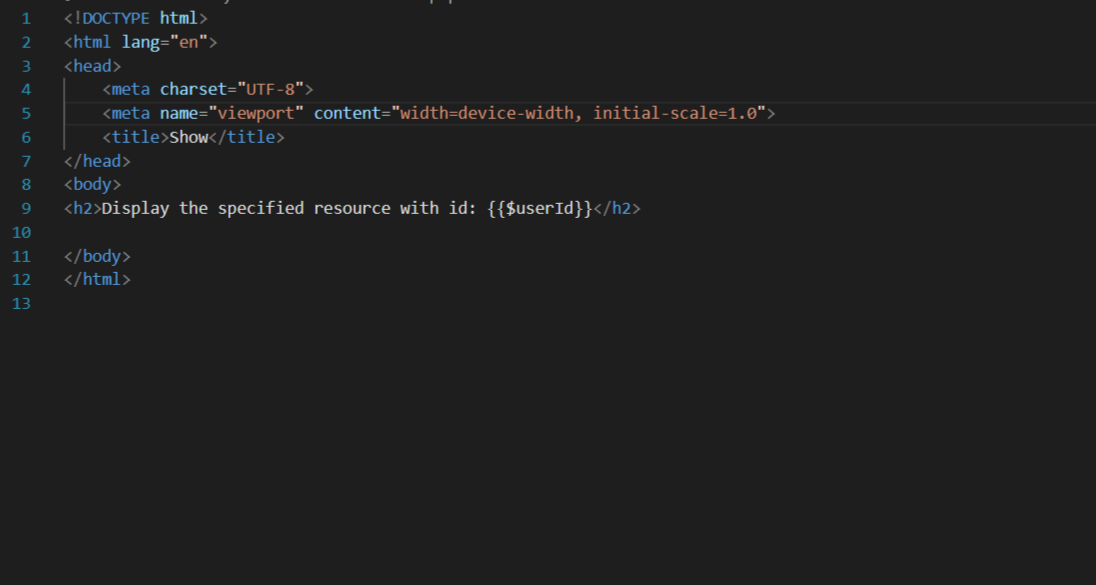 1 <!DOCTYPE html>
2 <html lang="en">
3 <head>
4 <meta charset="UTF-8">
5 <meta name="viewport" content="width=device-width, initial-scale=1.0">
6 <title>Show</title>
7 </head>
8 <body>
9 <h2>Display the specified resource with id: {{$userId}}</h2>
10
11 </body>
12 </html>
13